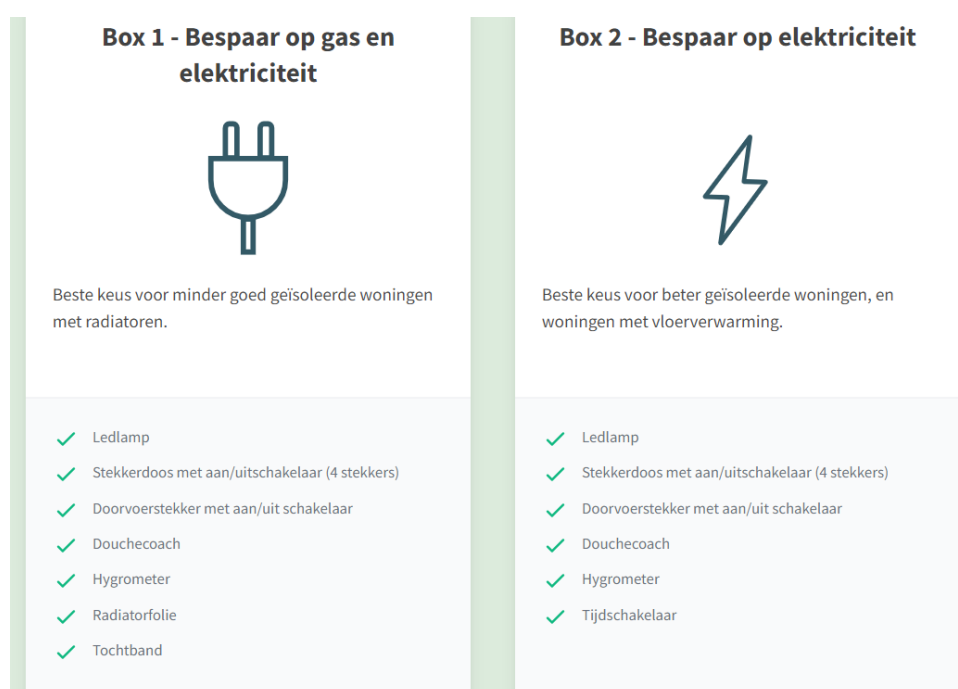 Box 1 - Bespaar op gas en
elektriciteit
Beste keus voor minder goed geïsoleerde woningen
met radiatoren.
Ledlamp
Stekkerdoos met aan/uitschakelaar (4 stekkers)
Doorvoerstekker met aan/uit schakelaar
Douchecoach
Hygrometer
Radiatorfolie
Tochtband
Box 2 - Bespaar op elektriciteit
Beste keus voor beter geïsoleerde woningen, en
woningen met vloerverwarming.
Ledlamp
Stekkerdoos met aan/uitschakelaar (4 stekkers)
Doorvoerstekker met aan/uit schakelaar
Douchecoach
Hygrometer
Tijdschakelaar